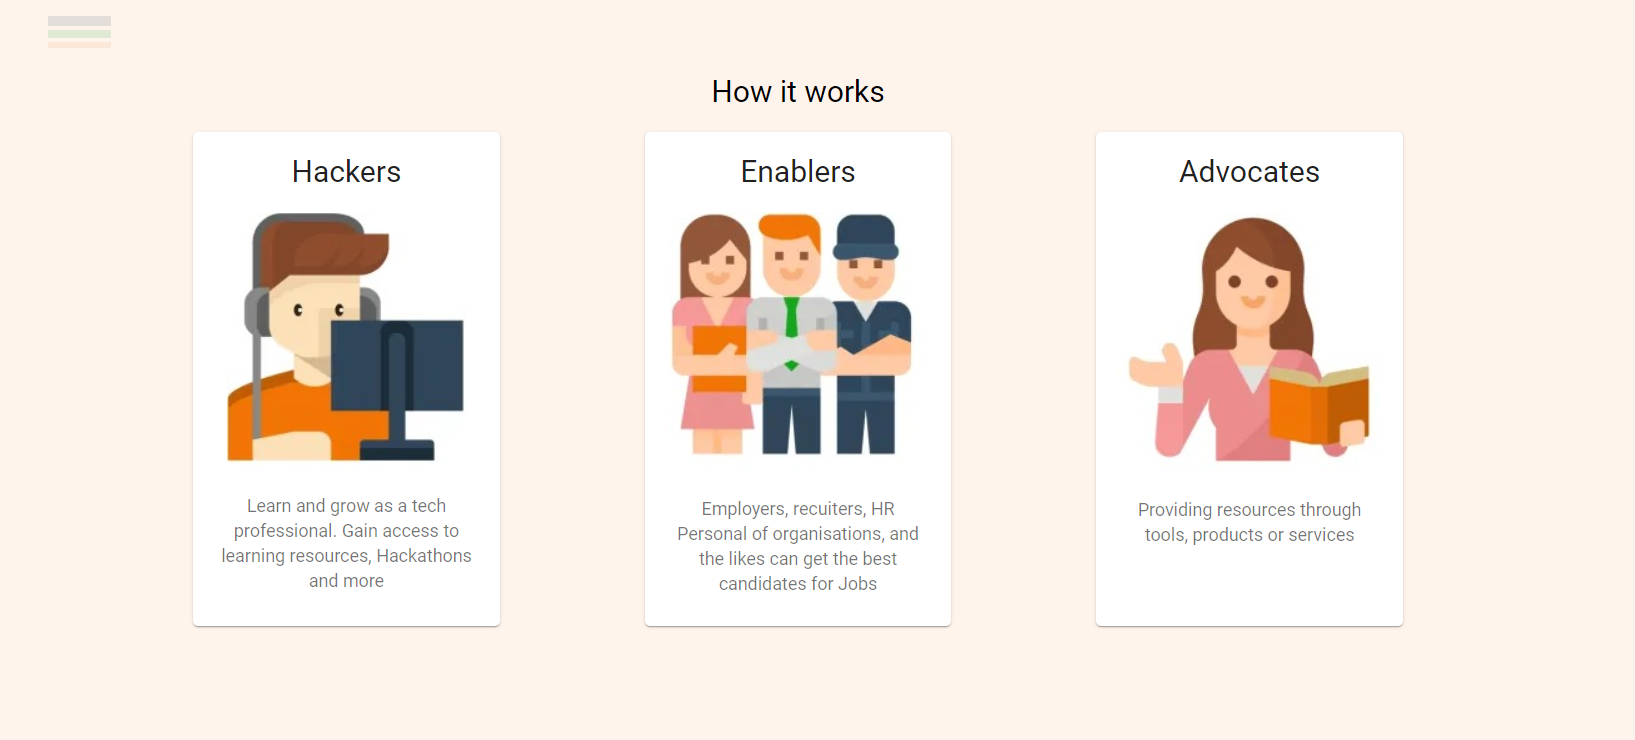 How it works
Hackers
Learn and grow as a tech
professional. Gain access to
learning resources, Hackathons
and more
Enablers
Employers, recuiters, HR
Personal of organisations, and
the likes can get the best
candidates for Jobs
Advocates
Providing resources through
tools, products or services